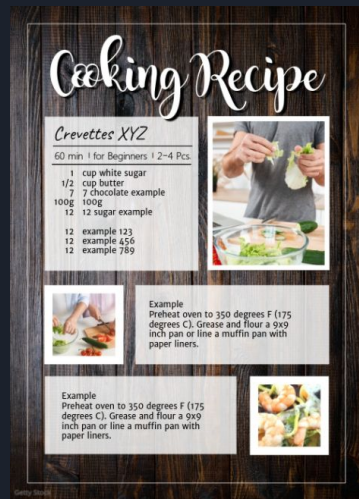 Cooking Recipe
Crevettes XYZ
60 min | for Beginners | 2-4 Pcs.
1 cup white sugar
1/2 cup butter
7 7 chocolate example
100g 100g
12 12 sugar example
12 example 123
12 example 456
12 example 789
Example
Preheat oven to 350 degrees F (175
degrees C). Grease and flour a 9x9
inch pan or line a muffin pan with
paper liners.
Example
Preheat oven to 350 degrees F (175
degrees C). Grease and flour a 9x9
inch pan or line a muffin pan with
paper liners.
Getty Stock